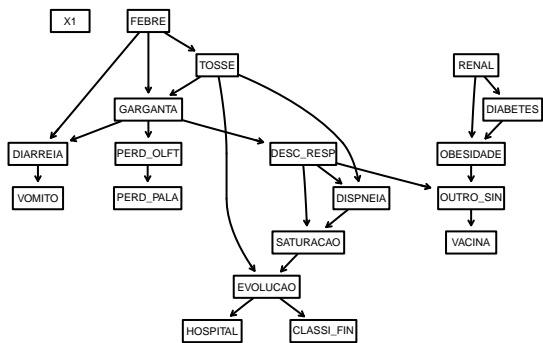 X1
FEBRE
TOSSE
RENAL
GARGANTA
DIABETES
DIARREIA
PERD_OLFT
DESC_RESP
OBESIDADE
VOMITO
PERD_PALA
DISPNEIA
OUTRO_SIN
SATURACAO
VACINA
EVOLUCAO
HOSPITAL
CLASSI_FIN